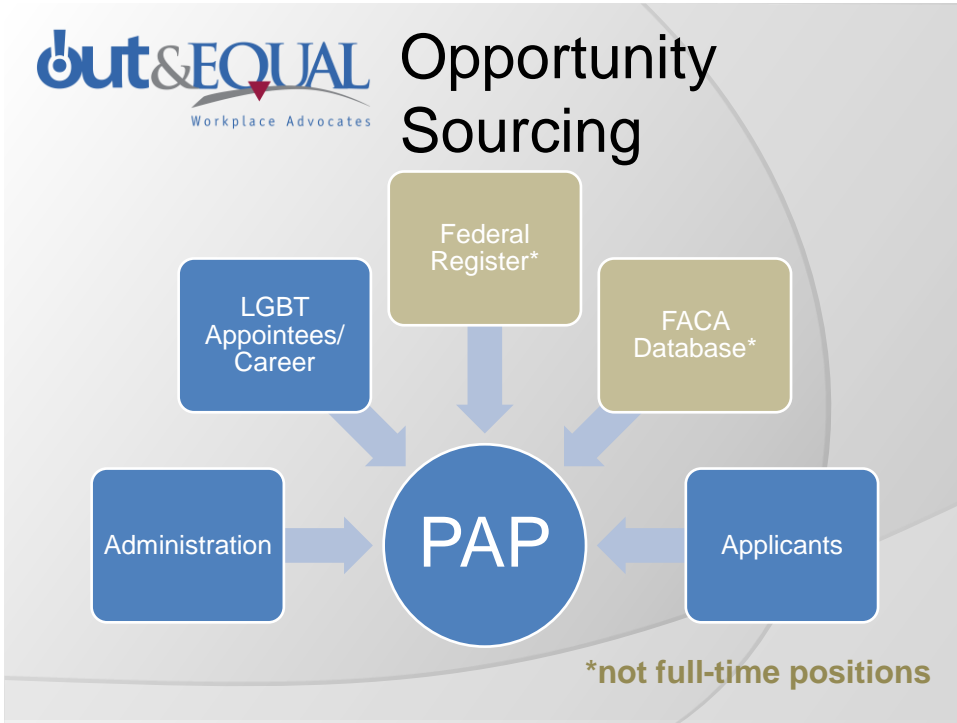 out&EQUAL
Workplace Advocates
Opportunity
Sourcing
Federal
Register*
LGBT
Appointees/
Career
FACA
Database*
Administration
PAP
Applicants
*not full-time positions